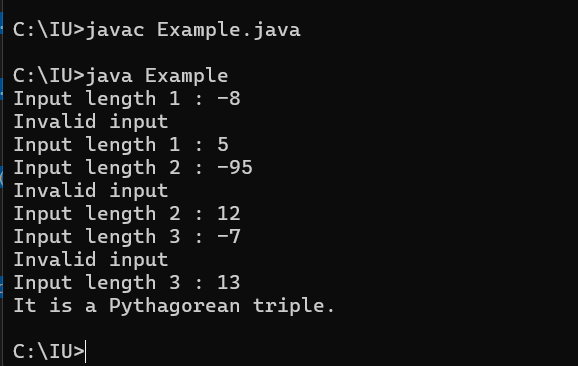 C:\IU>javac Example.java
C:\IU>java Example
Input length 1 : -8
Invalid input
Input length 1 : 5
Input length 2 : -95
Invalid input
Input length 2 : 12
Input length 3 : -7
Invalid input
Input length 3 : 13
It is a Pythagorean triple.
C:\IU>